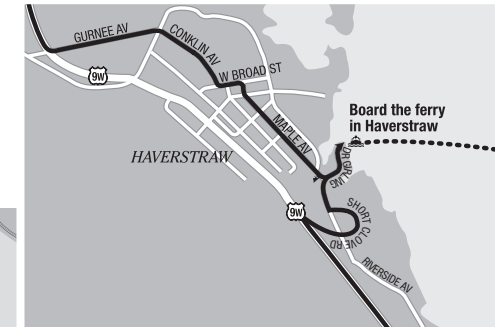 GURNEE AV
CONKLIN AV
9W
W BROAD ST
Board the ferry
in Haverstraw
MAPLE AV
HAVERSTRAW
DR GIRLING
9W
SHORT CLOVE RD
RIVERSIDE AV